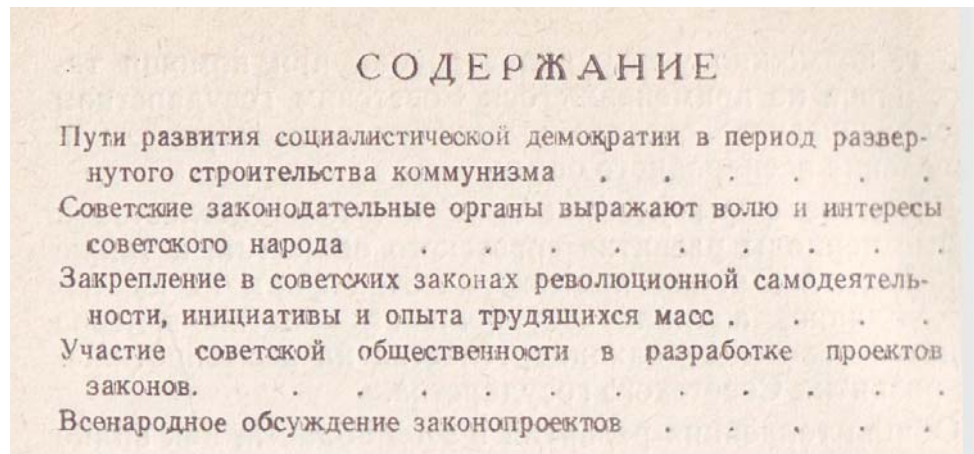 СОДЕРЖАНИЕ
Пути развития социалистической демократии в период развер-
нутого строительства коммунизма . . . . . .
Советские законодательные органы выражают волю и интересы
советского народа . . . . . . . . .
Закрепление в советских законах революционной самодеятель-
ности, инициативы и опыта трудящихся масс . . . .
Участие советской общественности в разработке проектов
законов. . . . . . . . . . . .
Всенародное обсуждение законопроектов . . . . .